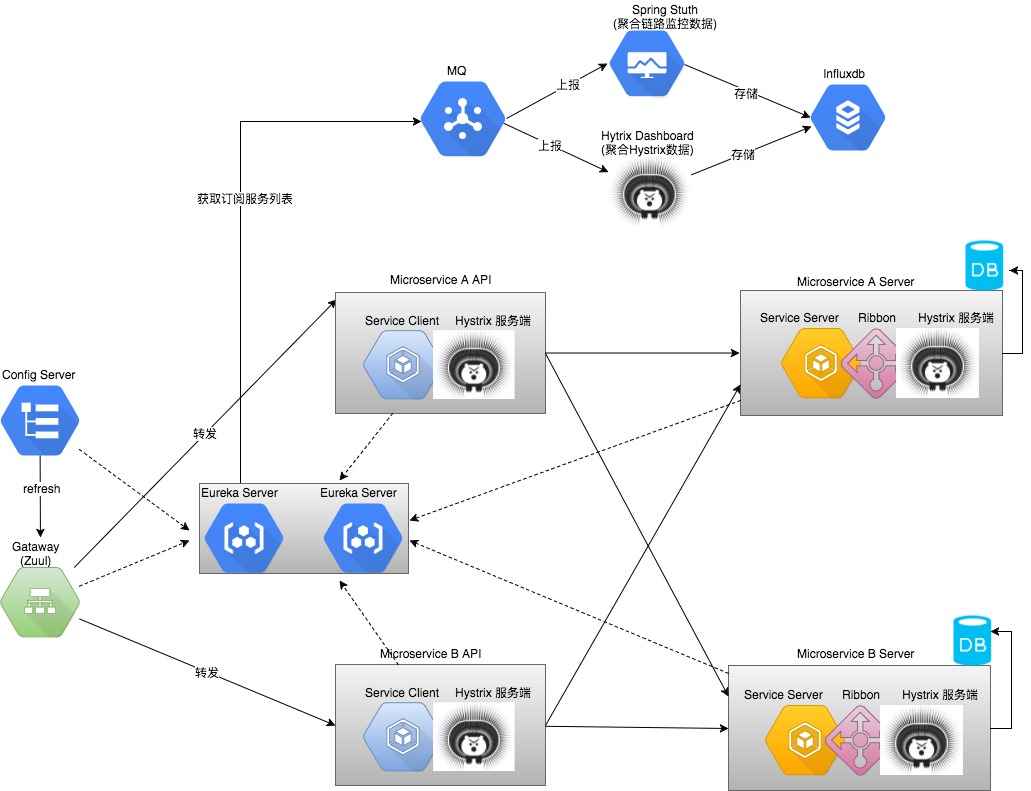 Spring Stuth
(聚合链路监控数据)
MQ
Influxdb
上报
存储
Hytrix Dashboard
(聚合Hystrix数据)
上报
存储
获取订阅服务列表
DB
Microservice A API
Microservice A Server
Service Client
Hystrix 服务端
Service Server
Ribbon
Hystrix 服务端
Config Server
转发
refresh
Eureka Server
Eureka Server
Gataway
(Zuul)
DB
转发
Microservice B API
Microservice B Server
Service Client
Hystrix 服务端
Service Server
Ribbon
Hystrix 服务端